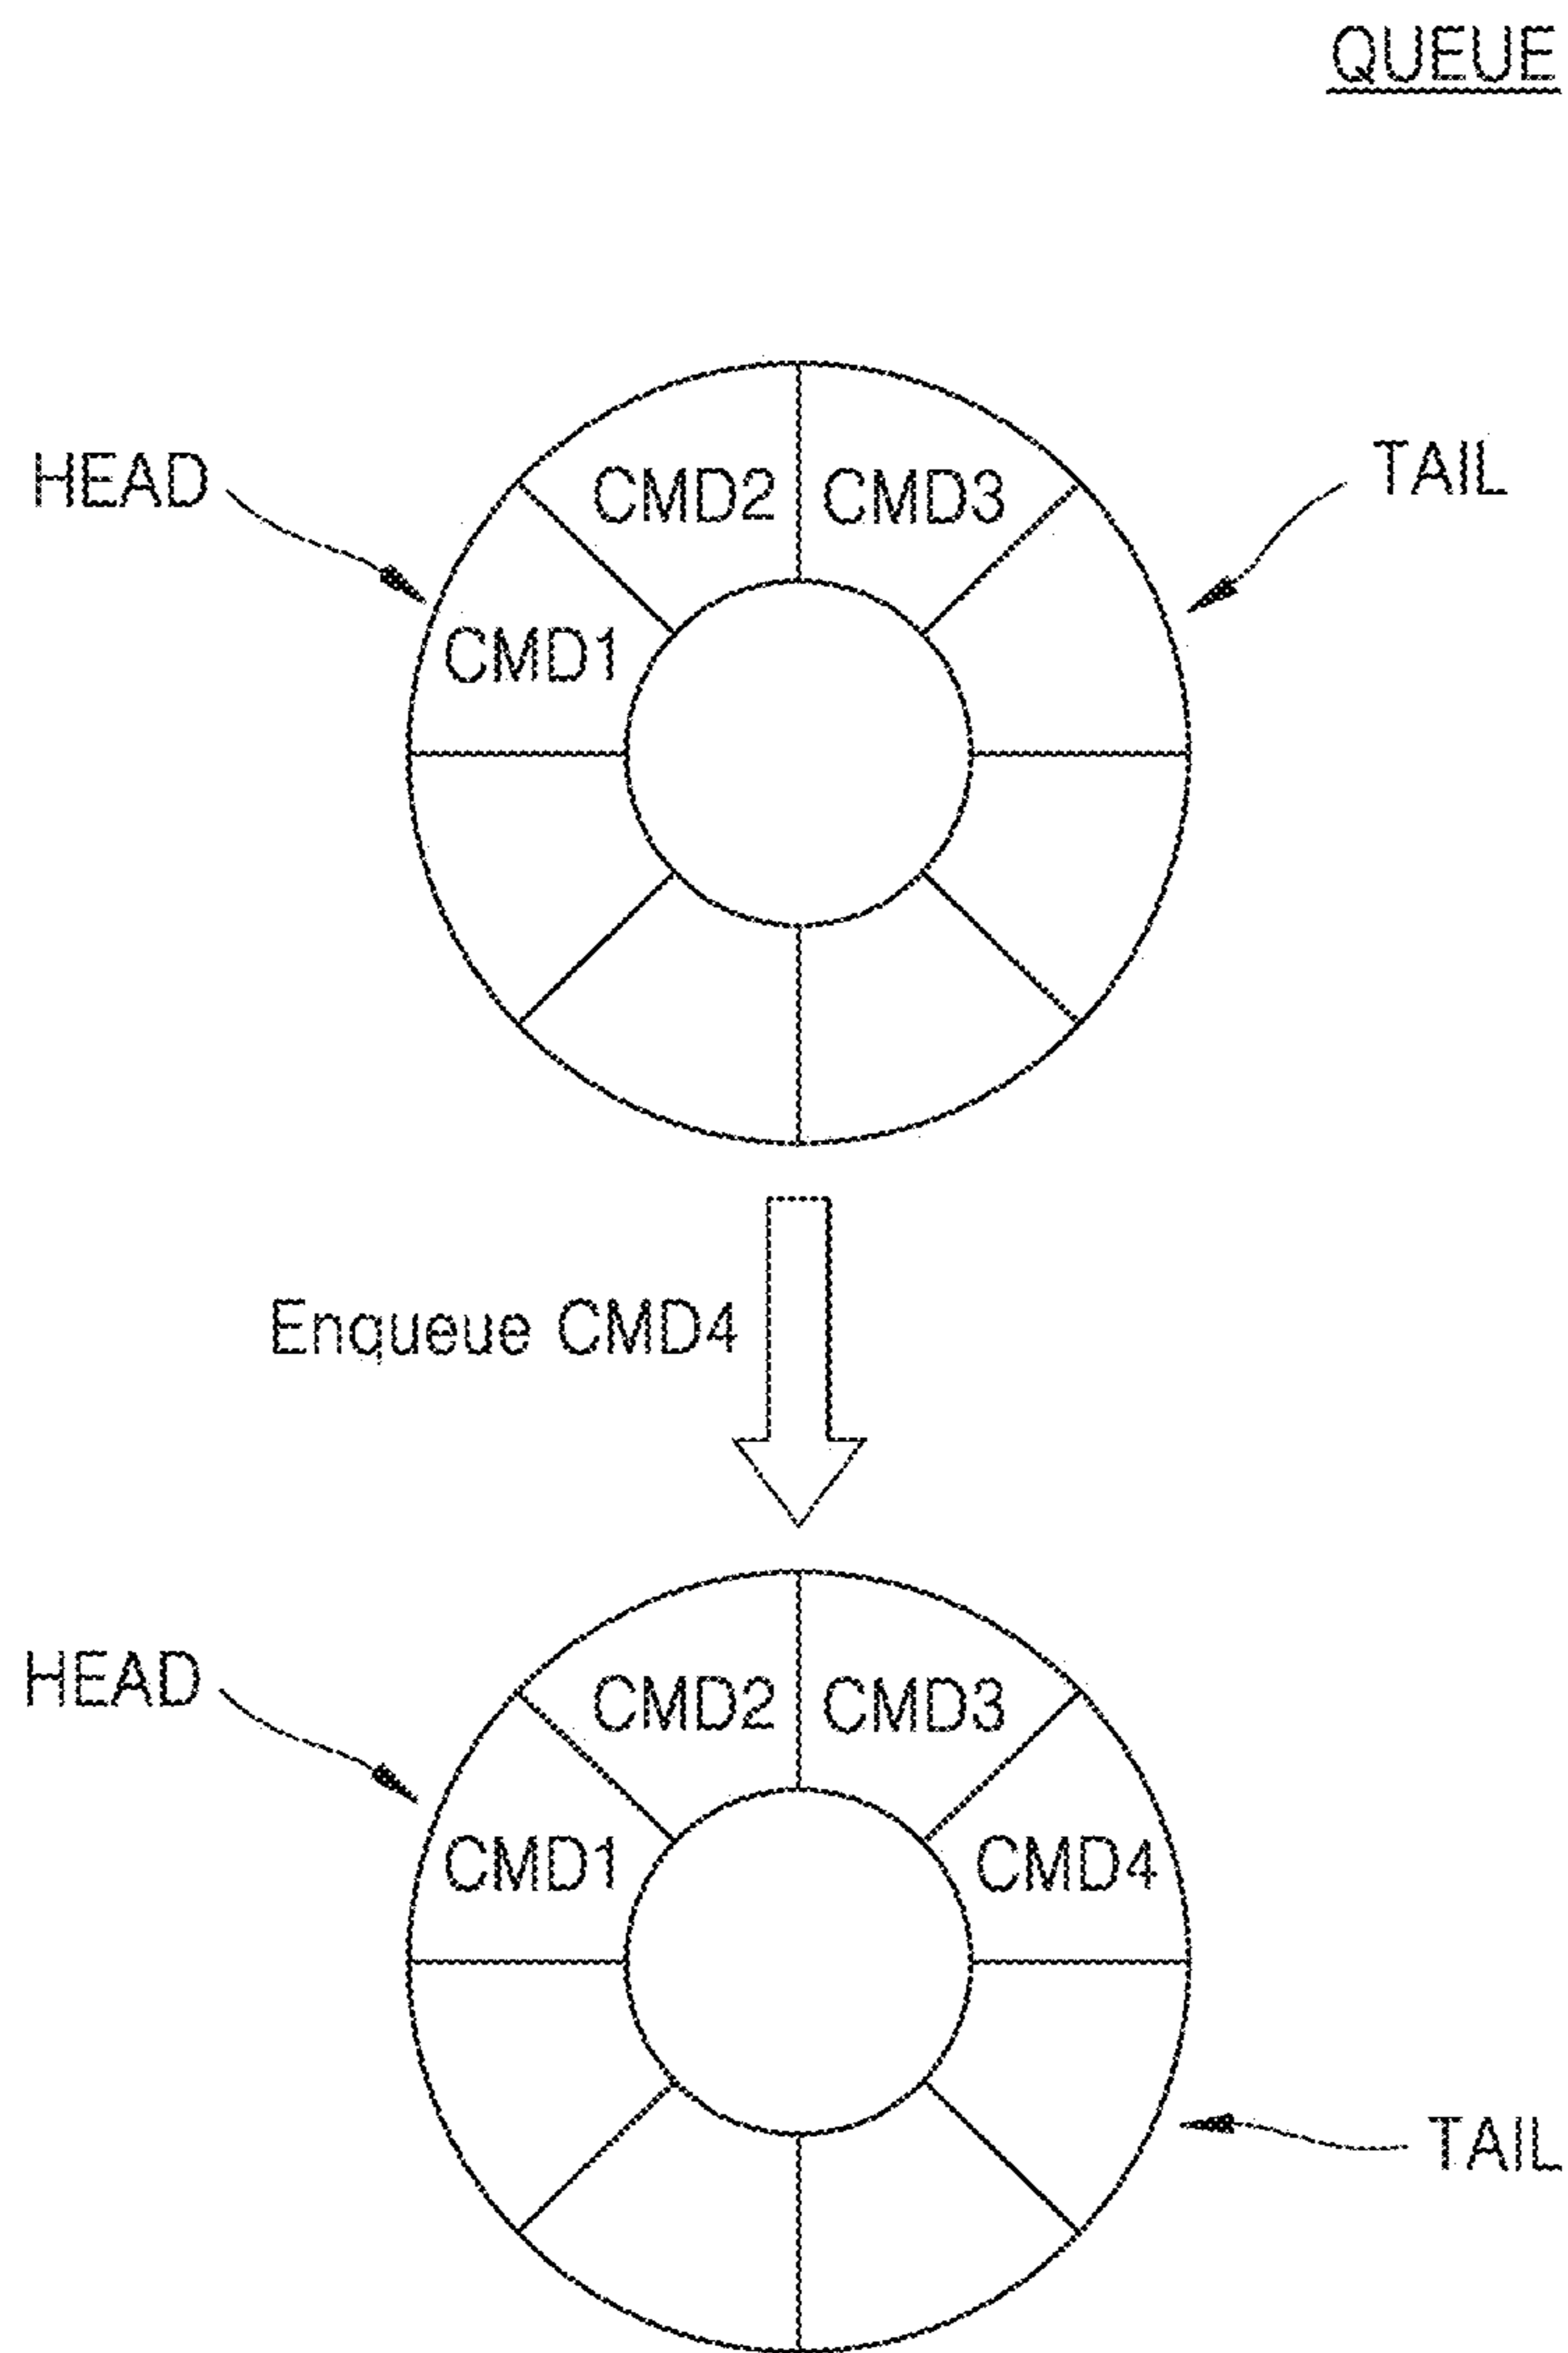 QUEUE
HEAD
TAIL
CMD2
CMD3
CMD1
Enqueue CMD4
HEAD
CMD2
CMD3
CMD1
CMD4
TAIL